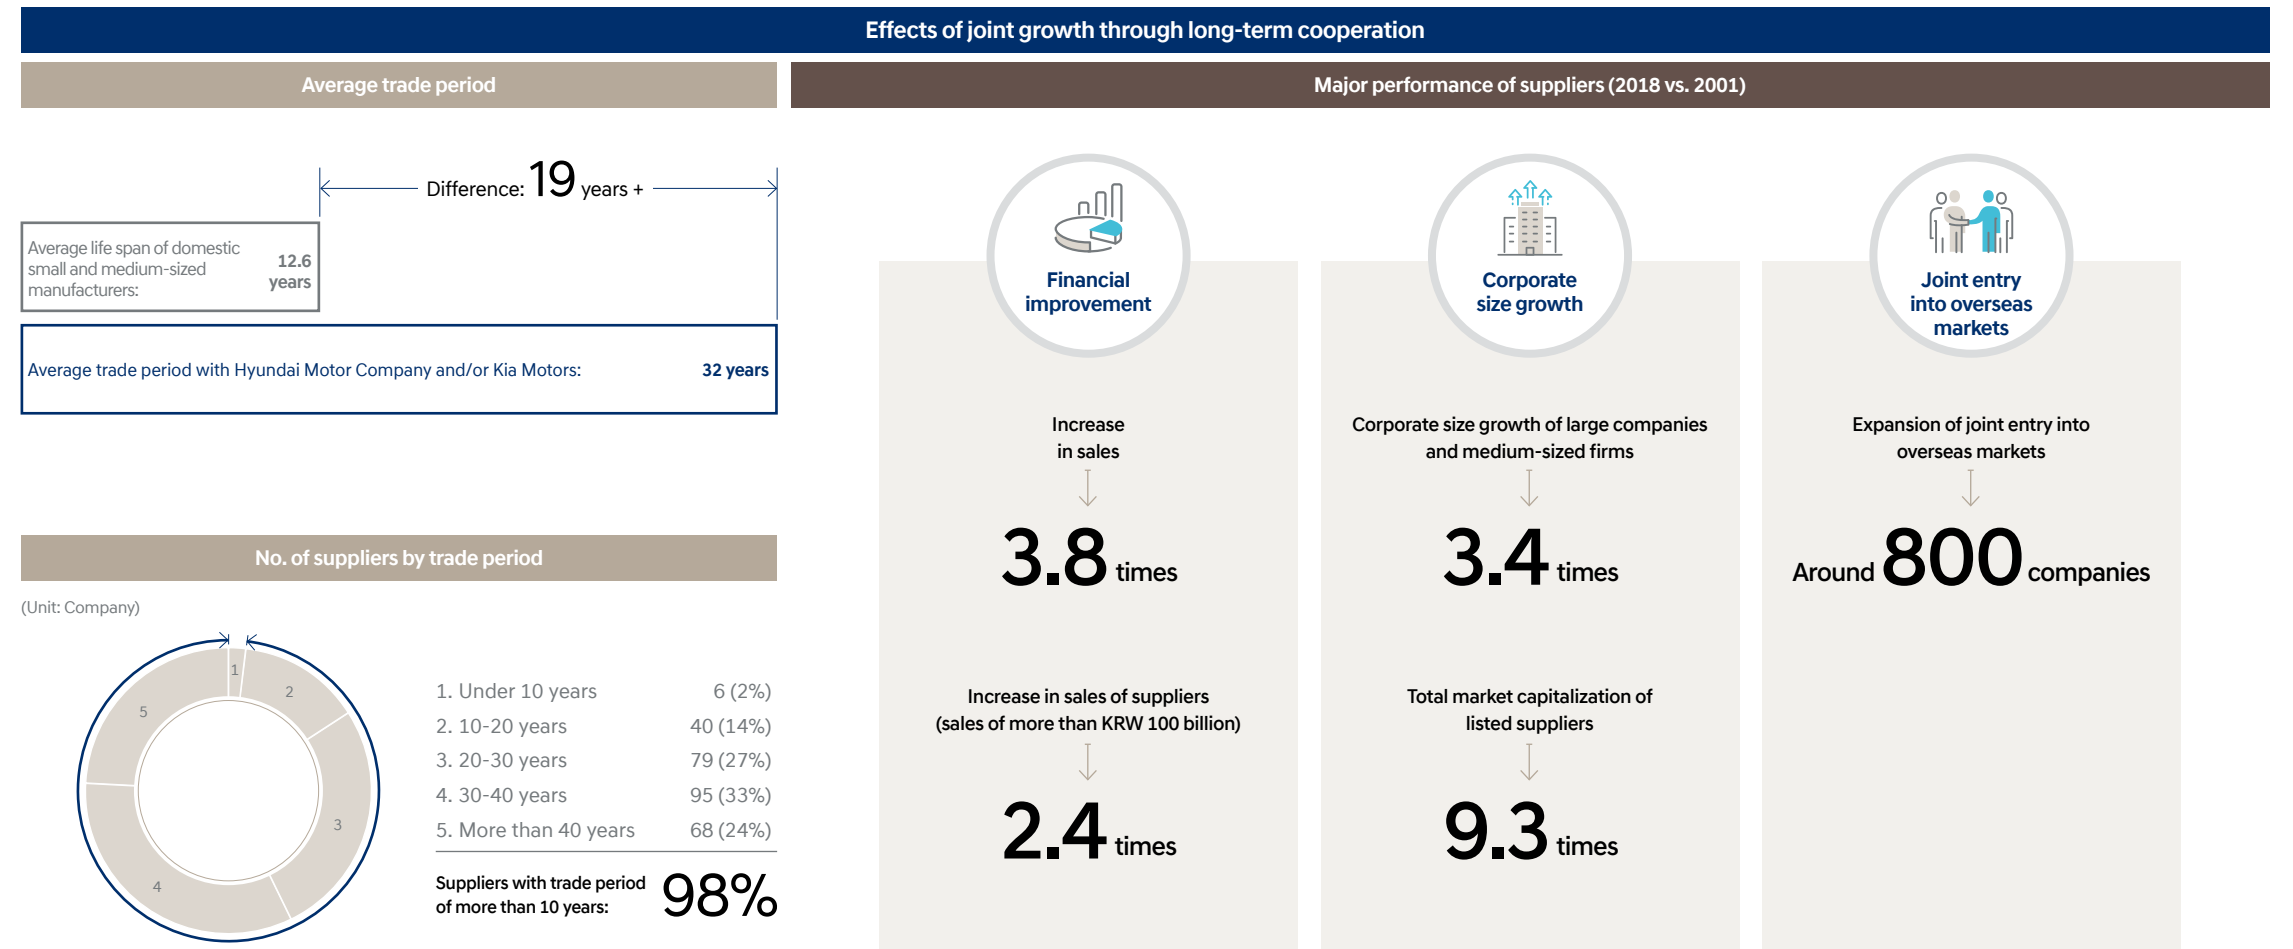 Effects of joint growth through long-term cooperation
Average trade period
Difference: 19 years +
Average life span of domestic
small and medium-sized
manufacturers:
12.6
years
Average trade period with Hyundai Motor Company and/or Kia Motors: 32 years
No. of suppliers by trade period
(Unit: Company)
1
2
3
4
5
1. Under 10 years 6 (2%)
2. 10-20 years 40 (14%)
3. 20-30 years 79 (27%)
4. 30-40 years 95 (33%)
5. More than 40 years 68 (24%)
Suppliers with trade period
of more than 10 years:
98%
Major performance of suppliers (2018 vs. 2001)
Financial
improvement
Increase
in sales
3.8 times
Increase in sales of suppliers
(sales of more than KRW 100 billion)
2.4 times
Corporate
size growth
Corporate size growth of large companies
and medium-sized firms
3.4 times
Total market capitalization of
listed suppliers
9.3 times
Joint entry
into overseas
markets
Expansion of joint entry into
overseas markets
Around 800 companies